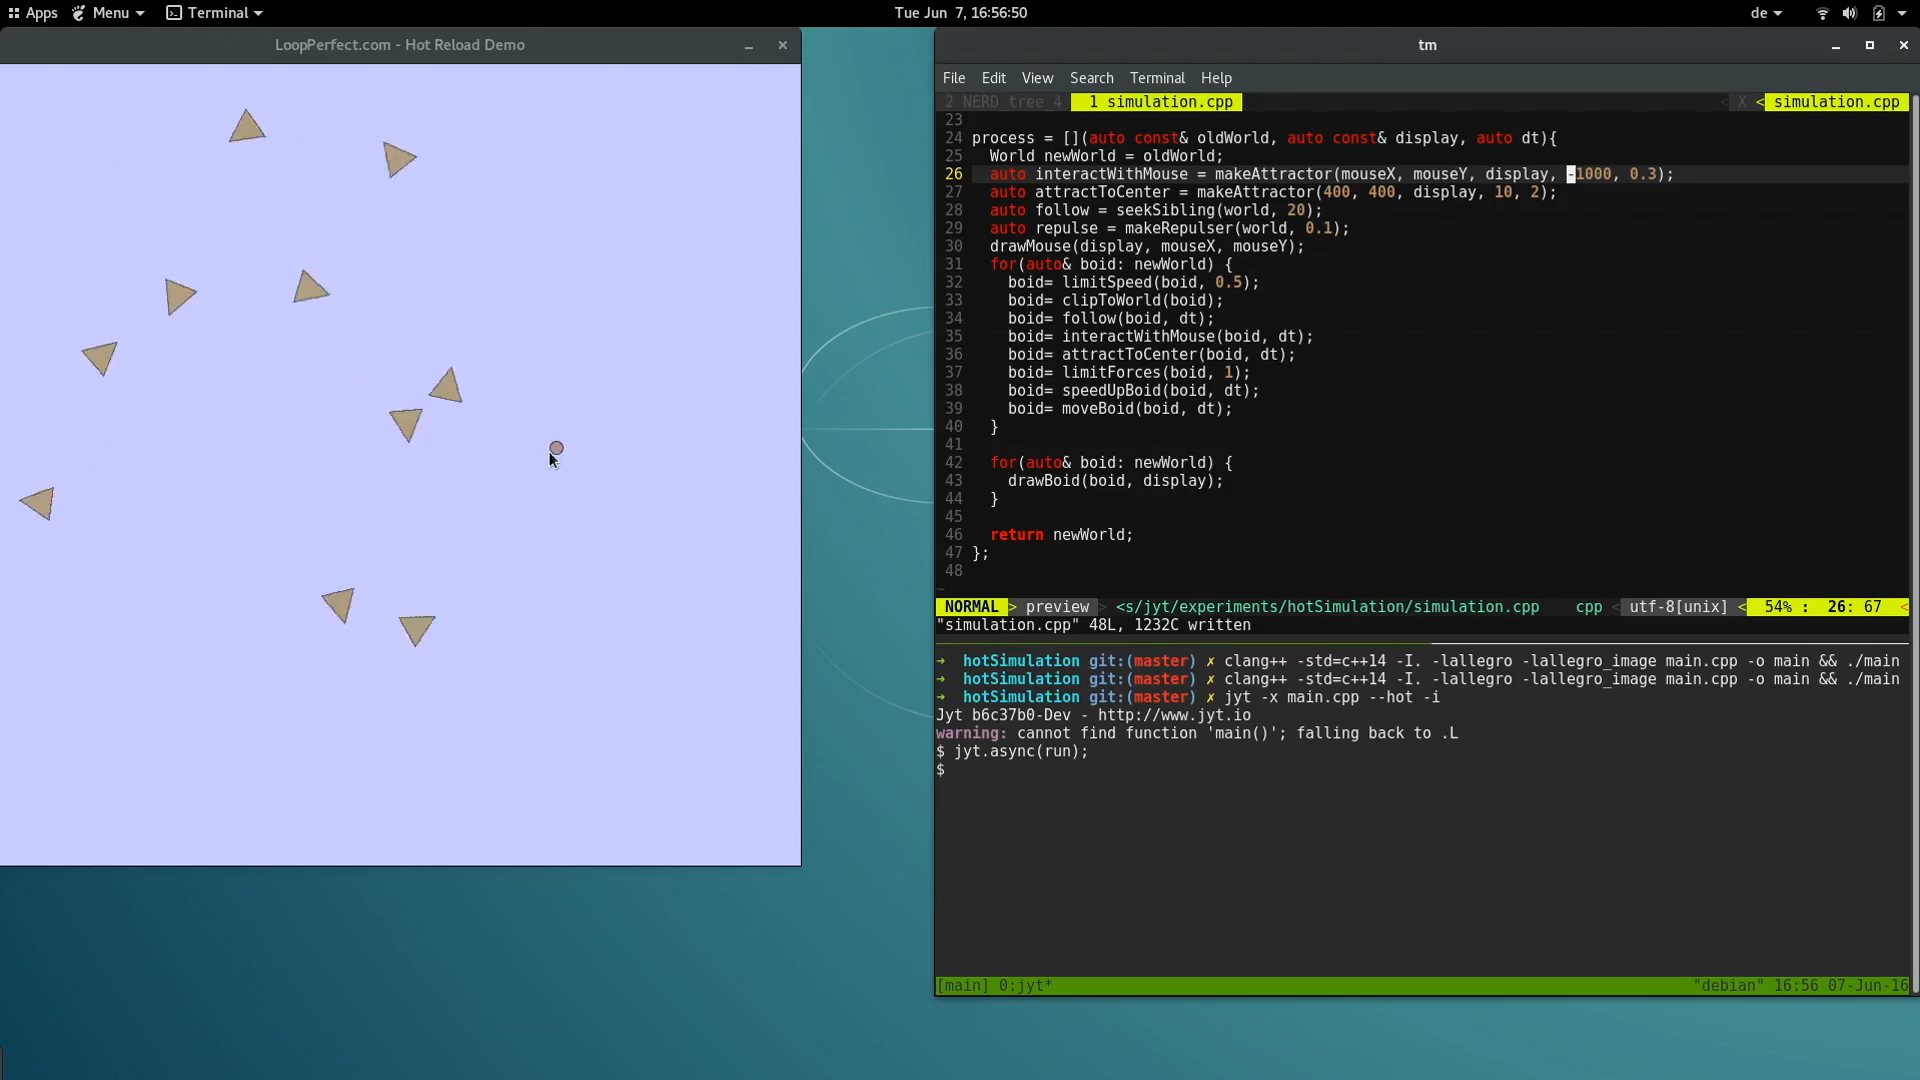 Apps Menu Terminal Tue Jun 7, 16:56:50 de
LoopPerfect.com - Hot Reload Demo
tm
File Edit View Search Terminal Help
2 NERD_tree_4 1 simulation.cpp < X < simulation.cpp
23
24 process = [](auto const& oldWorld, auto const& display, auto dt){
25 World newWorld = oldWorld;
26 auto interactWithMouse = makeAttractor(mouseX, mouseY, display, -1000, 0.3);
27 auto attractToCenter = makeAttractor(400, 400, display, 10, 2);
28 auto follow = seekSibling(world, 20);
29 auto repulse = makeRepulser(world, 0.1);
30 drawMouse(display, mouseX, mouseY);
31 for(auto& boid: newWorld) {
32 boid= limitSpeed(boid, 0.5);
33 boid= clipToWorld(boid);
34 boid= follow(boid, dt);
35 boid= interactWithMouse(boid, dt);
36 boid= attractToCenter(boid, dt);
37 boid= limitForces(boid, 1);
38 boid= speedUpBoid(boid, dt);
39 boid= moveBoid(boid, dt);
40 }
41
42 for(auto& boid: newWorld) {
43 drawBoid(boid, display);
44 }
45
46 return newWorld;
47 };
48
~
NORMAL > preview > <s/jyt/experiments/hotSimulation/simulation.cpp cpp < utf-8[unix] < 54% : 26: 67 <
"simulation.cpp" 48L, 1232C written
→ hotSimulation git:(master) ✗ clang++ -std=c++14 -I. -lallegro -lallegro_image main.cpp -o main && ./main
→ hotSimulation git:(master) ✗ clang++ -std=c++14 -I. -lallegro -lallegro_image main.cpp -o main && ./main
→ hotSimulation git:(master) ✗ jyt -x main.cpp --hot -i
Jyt b6c37b0-Dev - http://www.jyt.io
warning: cannot find function 'main()'; falling back to .L
$ jyt.async(run);
$
[main] 0:jyt* "debian" 16:56 07-Jun-16